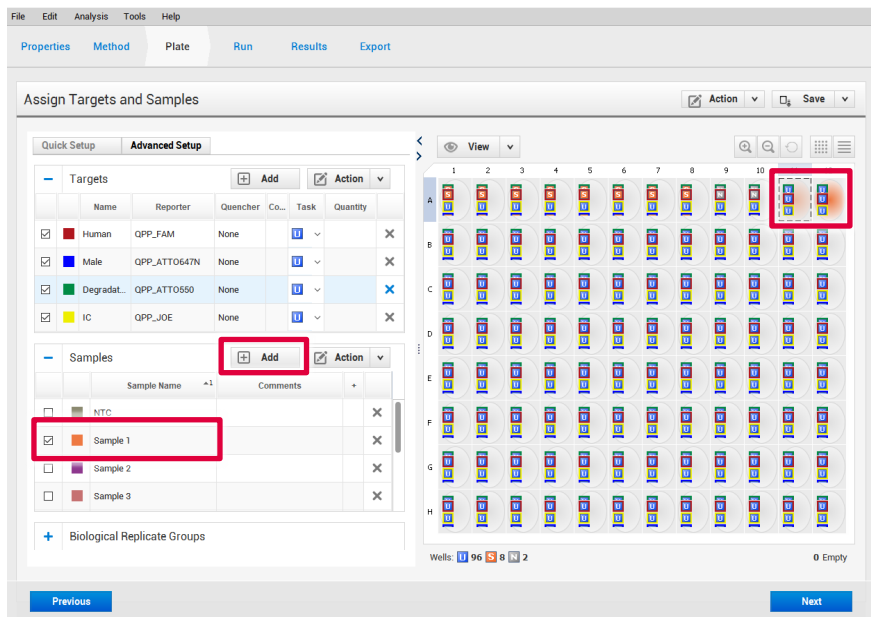 File Edit Analysis Tools Help
Properties Method Plate Run Results Export
Assign Targets and Samples
Action Save
Quick Setup Advanced Setup
View
Targets Add Action
Name Reporter Quencher Co... Task Quantity
Human QPP_FAM None U
Male QPP_ATTO647N None U
Degradat... QPP_ATTO550 None U
IC QPP_JOE None U
Samples Add Action
Sample Name 1 Comments +
NTC
Sample 1
Sample 2
Sample 3
Biological Replicate Groups
1 2 3 4 5 6 7 8 9 10
A S S S S S S S S N N U U
U U U U U U U U U U U U
U U
B U U U U U U U U U U U U
U U U U U U U U U U U U
C U U U U U U U U U U U U
U U U U U U U U U U U U
D U U U U U U U U U U U U
U U U U U U U U U U U U
E U U U U U U U U U U U U
U U U U U U U U U U U U
F U U U U U U U U U U U U
U U U U U U U U U U U U
G U U U U U U U U U U U U
U U U U U U U U U U U U
H U U U U U U U U U U U U
U U U U U U U U U U U U
Wells: U 96 S 8 N 2 0 Empty
Previous Next